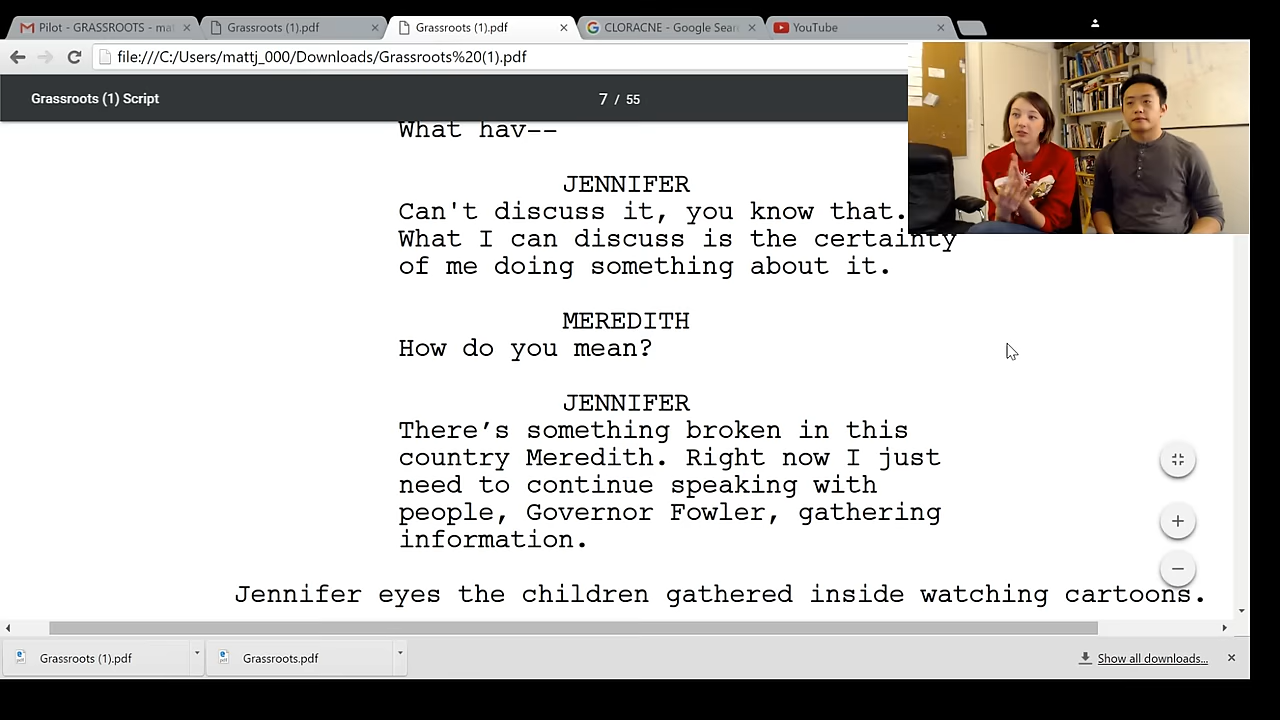 Pilot - GRASSROOTS - mat
Grassroots (1).pdf
Grassroots (1).pdf
CLORACNE - Google Sear
YouTube
file:///C:/Users/mattj_000/Downloads/Grassroots%20(1).pdf
Grassroots (1) Script
7 / 55
What hav--
JENNIFER
Can't discuss it, you know that.
What I can discuss is the certainty
of me doing something about it.
MEREDITH
How do you mean?
JENNIFER
There’s something broken in this
country Meredith. Right now I just
need to continue speaking with
people, Governor Fowler, gathering
information.
Jennifer eyes the children gathered inside watching cartoons.
Grassroots (1).pdf
Grassroots.pdf
Show all downloads...